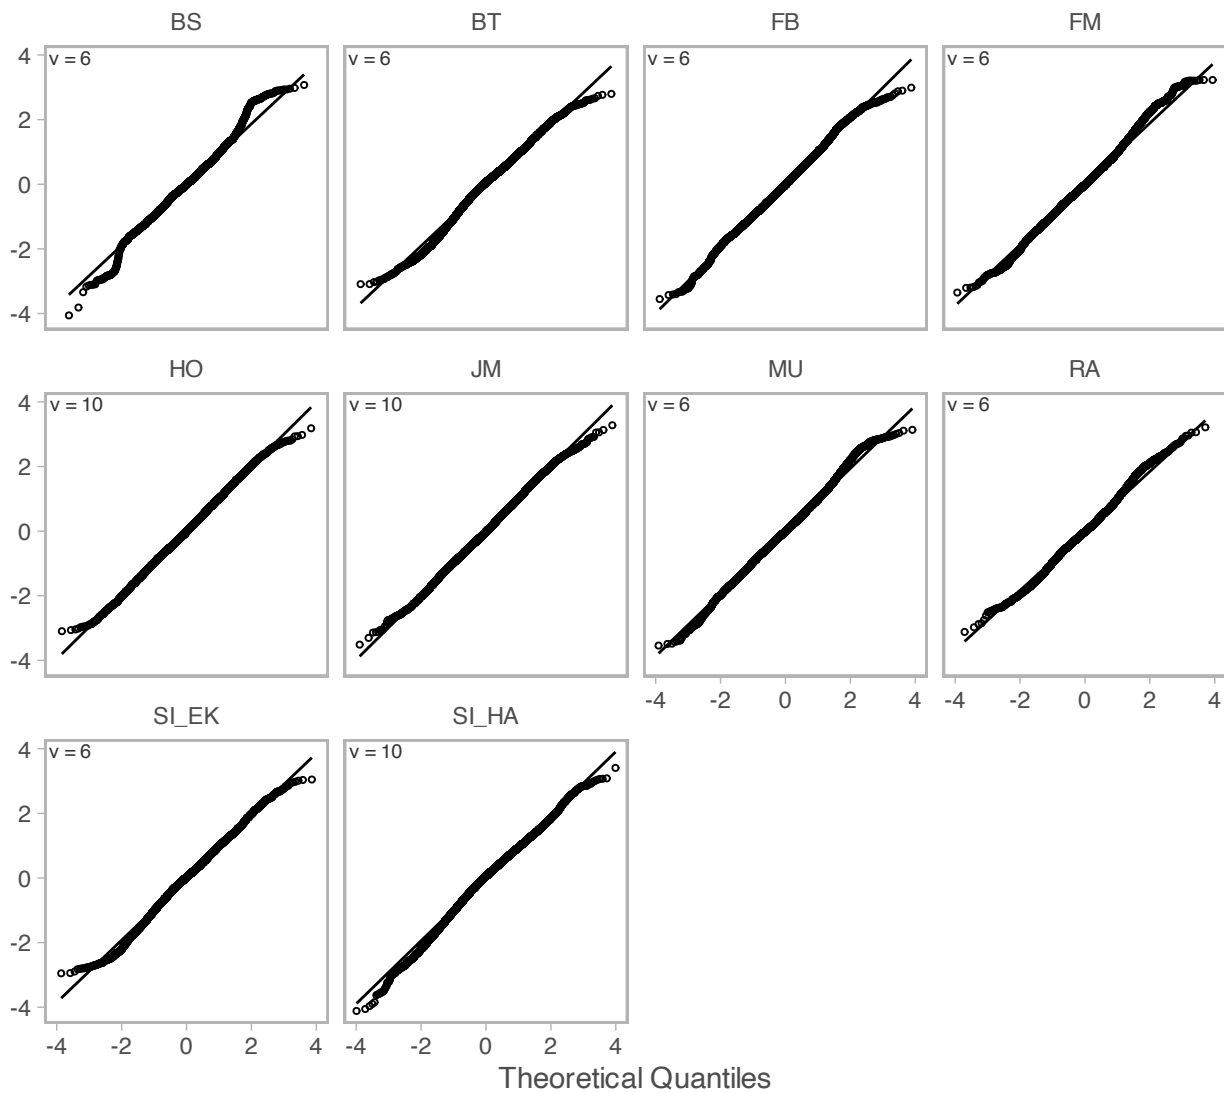 BS BT FB FM
4 v = 6 v = 6 v = 6 v = 6
2
0
-2
-4
HO JM MU RA
4 v = 10 v = 10 v = 6 v = 6
2
0
-2
-4
-4 -2 0 2 4 -4 -2 0 2 4
SI_EK SI_HA
4 v = 6 v = 10
2
0
-2
-4
-4 -2 0 2 4 -4 -2 0 2 4
Theoretical Quantiles